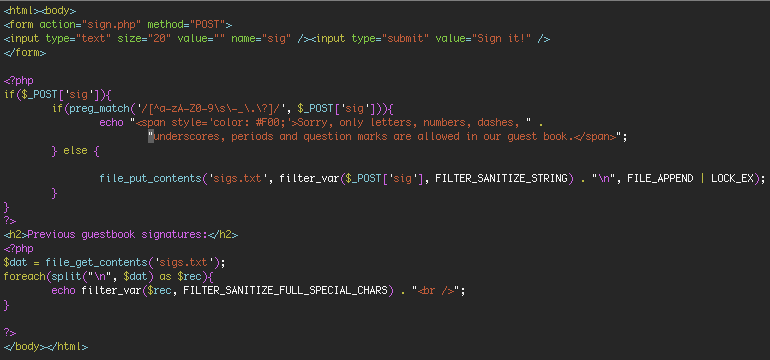 <html><body>
<form action="sign.php" method="POST">
<input type="text" size="20" value="" name="sig" /><input type="submit" value="Sign it!" />
</form>

<?php
if($_POST['sig']){
        if(preg_match('/[^a-zA-Z0-9\s\-_\.\?]/', $_POST['sig'])){
                echo "<span style='color: #F00;'>Sorry, only letters, numbers, dashes, " .
                        "underscores, periods and question marks are allowed in our guest book.</span>";
        } else {

                file_put_contents('sigs.txt', filter_var($_POST['sig'], FILTER_SANITIZE_STRING) . "\n", FILE_APPEND | LOCK_EX);
        }
}
?>
<h2>Previous guestbook signatures:</h2>
<?php
$dat = file_get_contents('sigs.txt');
foreach(split("\n", $dat) as $rec){
        echo filter_var($rec, FILTER_SANITIZE_FULL_SPECIAL_CHARS) . "<br />";
}

?>
</body></html>